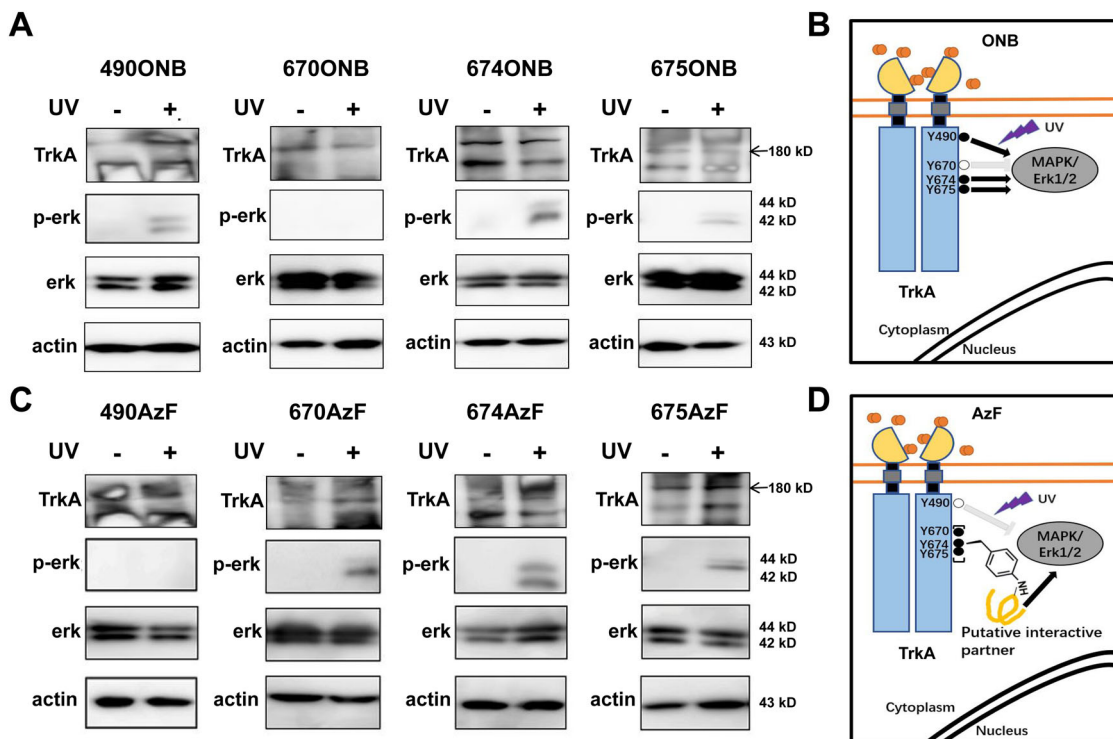 A
490ONB 670ONB 674ONB 675ONB
UV - + UV - + UV - + UV - +
TrkA TrkA TrkA TrkA 180 kD
p-erk p-erk p-erk p-erk 44 kD
42 kD
erk erk erk erk 44 kD
42 kD
actin actin actin actin 43 kD
B
ONB
UV
Y490
Y670
Y674
Y675
MAPK/
Erk1/2
TrkA
Cytoplasm
Nucleus
C
490AzF 670AzF 674AzF 675AzF
UV - + UV - + UV - + UV - +
TrkA TrkA TrkA TrkA 180 kD
p-erk p-erk p-erk p-erk 44 kD
42 kD
erk erk erk erk 44 kD
42 kD
actin actin actin actin 43 kD
D
AzF
UV
Y490
Y670
Y674
Y675
MAPK/
Erk1/2
NH
Putative interactive
partner
TrkA
Cytoplasm
Nucleus